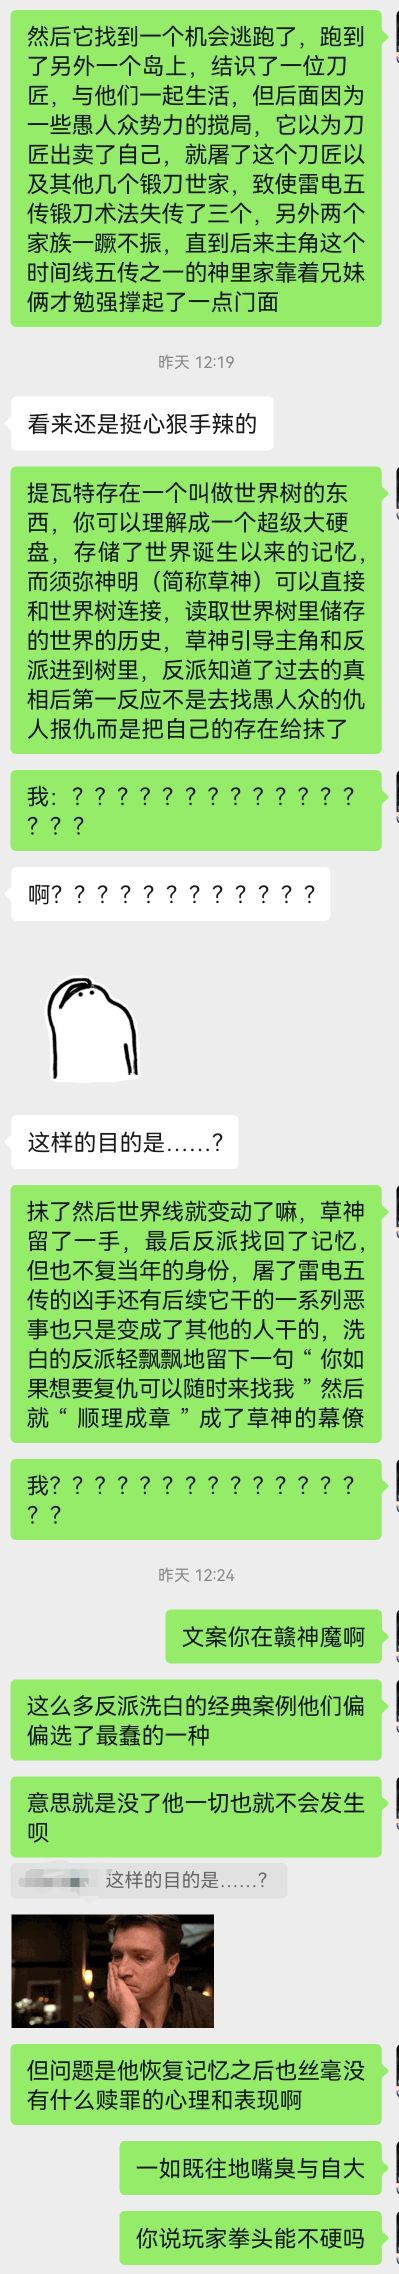 然后它找到一个机会逃跑了，跑到
了另外一个岛上，结识了一位刀
匠，与他们一起生活，但后面因为
一些愚人众势力的搅局，它以为刀
匠出卖了自己，就屠了这个刀匠以
及其他几个锻刀世家，致使雷电五
传锻刀术法失传了三个，另外两个
家族一蹶不振，直到后来主角这个
时间线五传之一的神里家靠着兄妹
俩才勉强撑起了一点门面
昨天 12:19
看来还是挺心狠手辣的
提瓦特存在一个叫做世界树的东
西，你可以理解成一个超级大硬
盘，存储了世界诞生以来的记忆，
而须弥神明（简称草神）可以直接
和世界树连接，读取世界树里储存
的世界的历史，草神引导主角和反
派进到树里，反派知道了过去的真
相后第一反应不是去找愚人众的仇
人报仇而是把自己的存在给抹了
我：？？？？？？？？？？？？？
？？？
啊？？？？？？？？？？？？
这样的目的是……？
抹了然后世界线就变动了嘛，草神
留了一手，最后反派找回了记忆，
但也不复当年的身份，屠了雷电五
传的凶手还有后续它干的一系列恶
事也只是变成了其他的人干的，洗
白的反派轻飘飘地留下一句“你如
果想要复仇可以随时来找我”然后
就“顺理成章”成了草神的幕僚
我？？？？？？？？？？？？？？
？？
昨天 12:24
文案你在赣神魔啊
这么多反派洗白的经典案例他们偏
偏选了最蠢的一种
意思就是没了他一切也就不会发生
呗
这样的目的是……？
但问题是他恢复记忆之后也丝毫没
有什么赎罪的心理和表现啊
一如既往地嘴臭与自大
你说玩家拳头能不硬吗